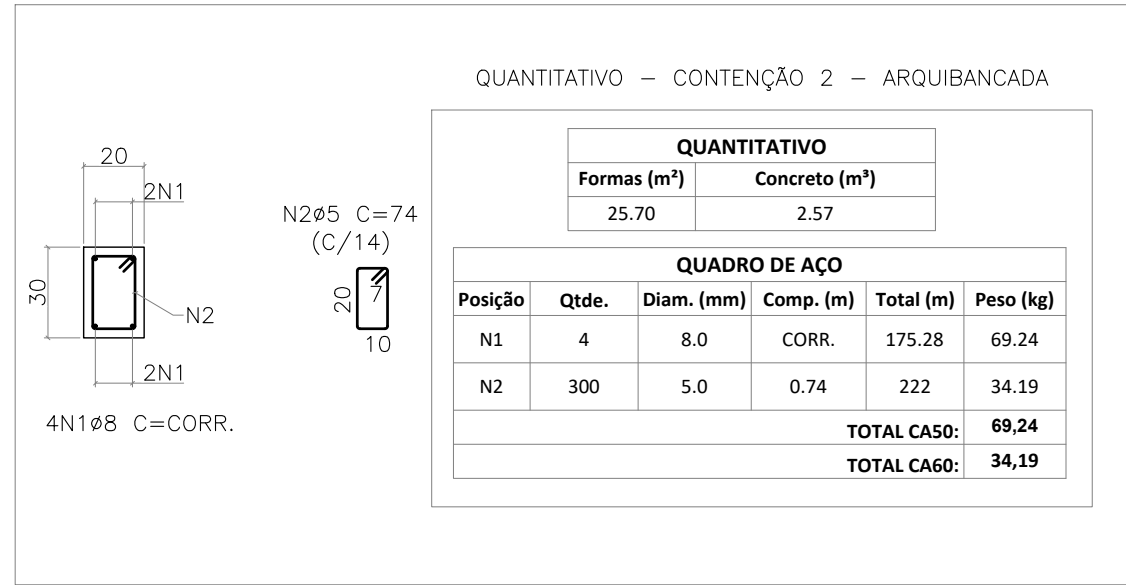 QUANTITATIVO – CONTENÇÃO 2 – ARQUIBANCADA
20
2N1
30
N2
2N1
4N1ø8 C=CORR.
N2ø5 C=74
(C/14)
20
7
10
QUANTITATIVO
Formas (m²) Concreto (m³)
25.70 2.57
QUADRO DE AÇO
Posição Qtde. Diam. (mm) Comp. (m) Total (m) Peso (kg)
N1 4 8.0 CORR. 175.28 69.24
N2 300 5.0 0.74 222 34.19
TOTAL CA50: 69,24
TOTAL CA60: 34,19